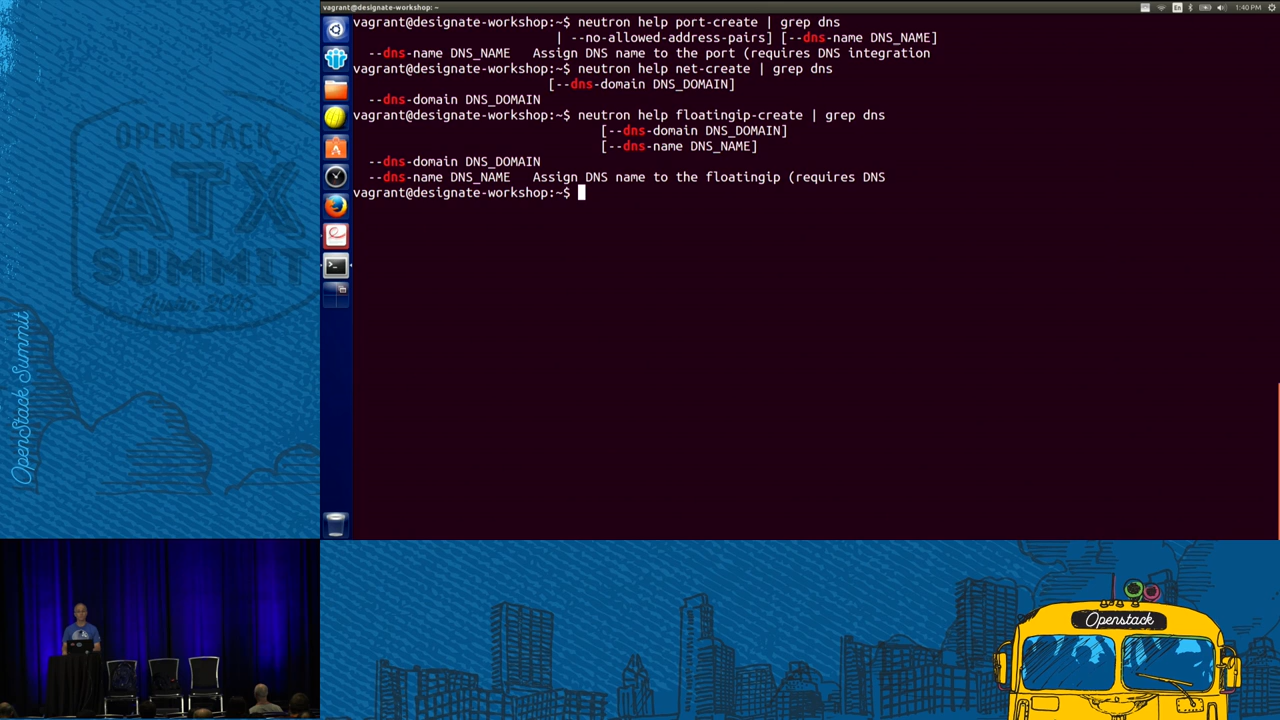 vagrant@designate-workshop: ~
En
1:40 PM
vagrant@designate-workshop:~$ neutron help port-create | grep dns
| --no-allowed-address-pairs] [--dns-name DNS_NAME]
--dns-name DNS_NAME Assign DNS name to the port (requires DNS integration
vagrant@designate-workshop:~$ neutron help net-create | grep dns
[--dns-domain DNS_DOMAIN]
--dns-domain DNS_DOMAIN
vagrant@designate-workshop:~$ neutron help floatingip-create | grep dns
[--dns-domain DNS_DOMAIN]
[--dns-name DNS_NAME]
--dns-domain DNS_DOMAIN
--dns-name DNS_NAME Assign DNS name to the floatingip (requires DNS
vagrant@designate-workshop:~$
OPENSTACK
ATX
SUMMIT
Austin 2016
OpenStack Summit
Openstack